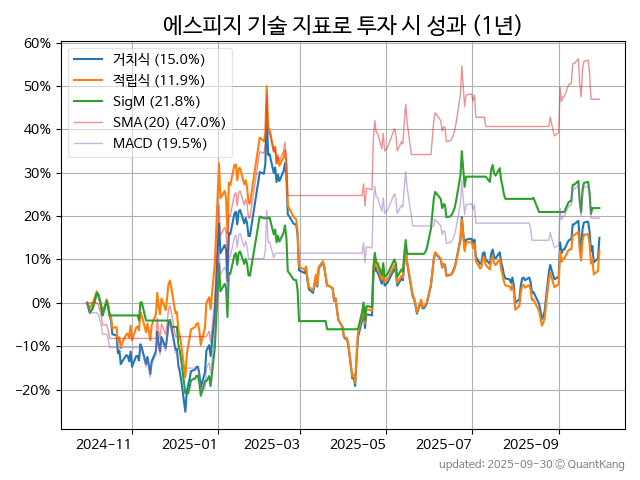 에스피지 기술 지표로 투자 시 성과 (1년)
60%
50%
40%
30%
20%
10%
0%
−10%
−20%
거치식 (15.0%)
적립식 (11.9%)
SigM (21.8%)
SMA(20) (47.0%)
MACD (19.5%)
2024−11
2025−01
2025−03
2025−05
2025−07
2025−09
updated: 2025-09-30 © QuantKang